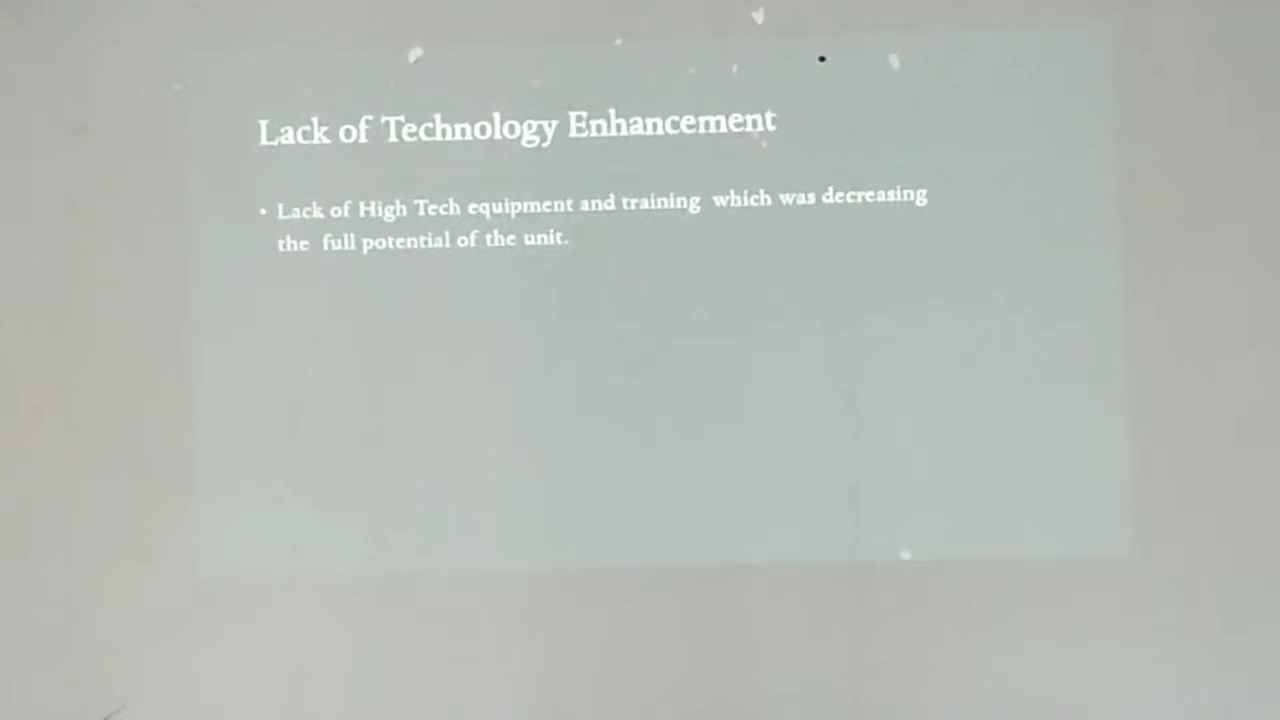 Lack of Technology Enhancement
• Lack of High Tech equipment and training which was decreasing
the full potential of the unit.